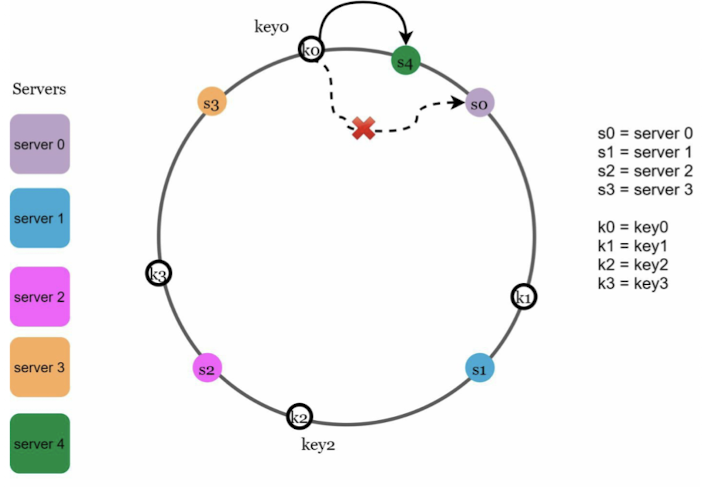 key0
k0
s4
s3
s0
Servers
server 0
server 1
server 2
server 3
server 4
k3
k1
s2
s1
k2
key2
s0 = server 0
s1 = server 1
s2 = server 2
s3 = server 3
k0 = key0
k1 = key1
k2 = key2
k3 = key3